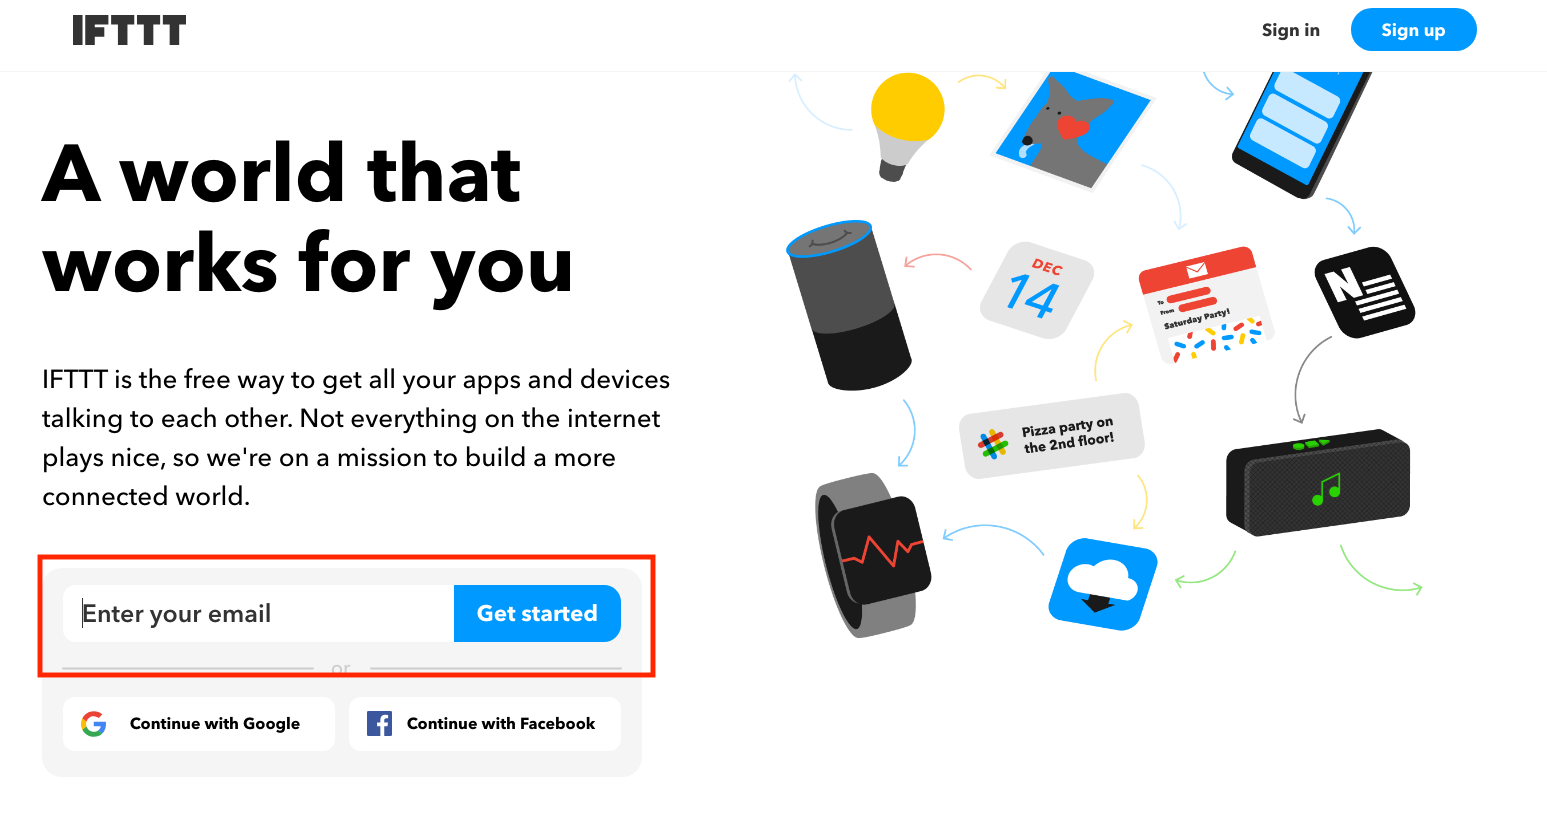 IFTTT
Sign in
Sign up
A world that
works for you
IFTTT is the free way to get all your apps and devices
talking to each other. Not everything on the internet
plays nice, so we're on a mission to build a more
connected world.
Enter your email
Get started
or
Continue with Google
Continue with Facebook
DEC
14
To
From
Saturday Party!
N
Pizza party on
the 2nd floor!